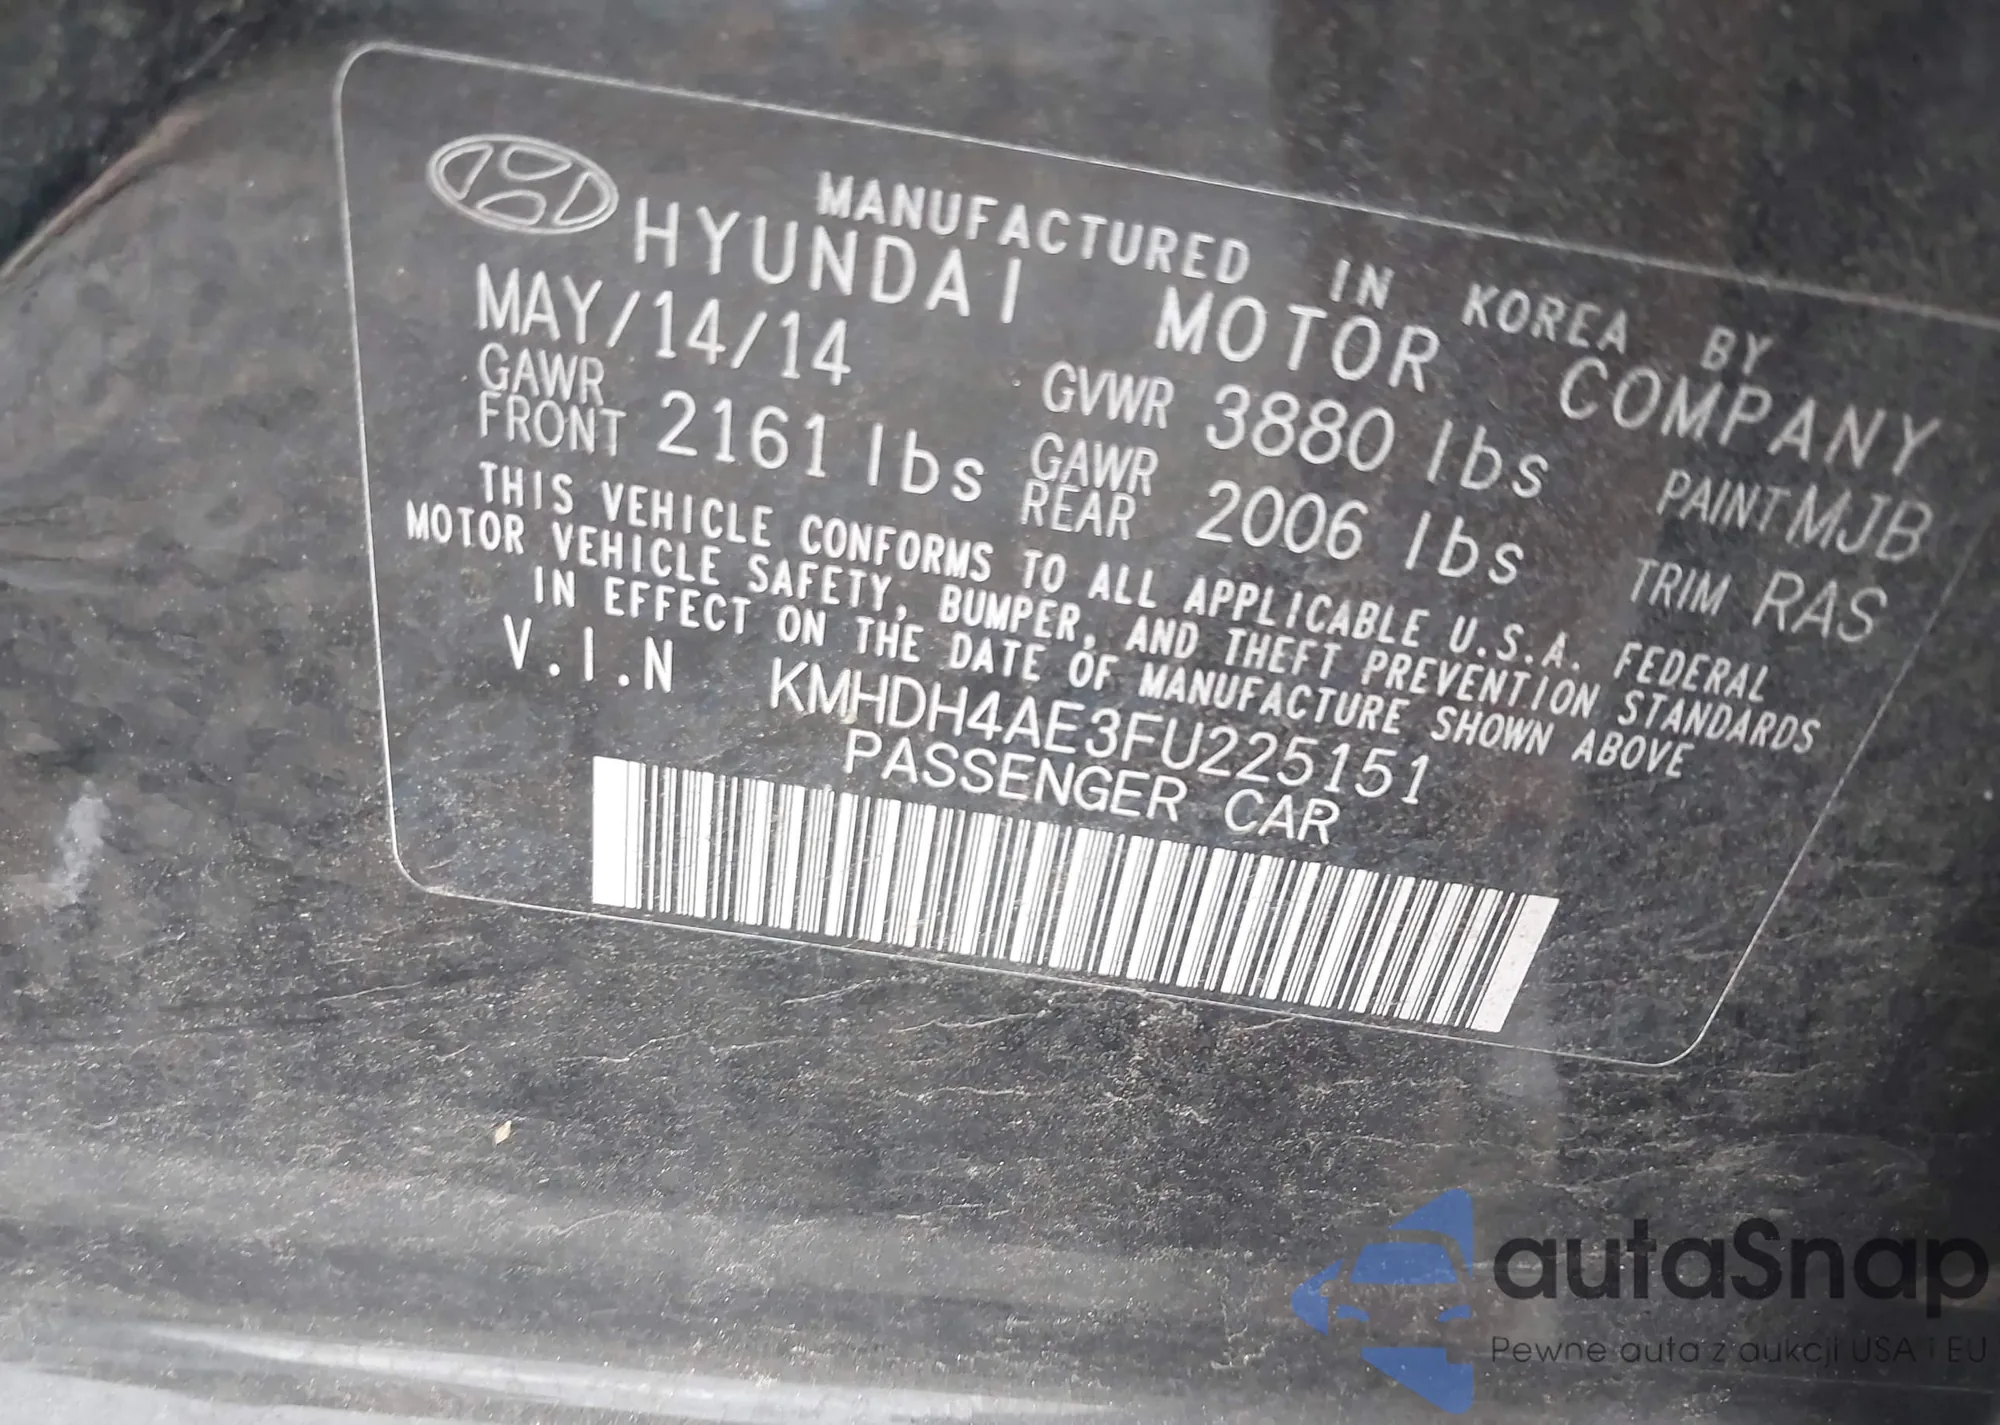 MANUFACTURED IN KOREA BY
HYUNDAI MOTOR COMPANY
MAY/14/14 GVWR 3880 lbs PAINT MJB
GAWR FRONT 2161 lbs GAWR REAR 2006 lbs TRIM RAS
THIS VEHICLE CONFORMS TO ALL APPLICABLE U.S.A. FEDERAL
MOTOR VEHICLE SAFETY, BUMPER, AND THEFT PREVENTION STANDARDS
IN EFFECT ON THE DATE OF MANUFACTURE SHOWN ABOVE
V.I.N KMHDH4AE3FU225151
PASSENGER CAR
autaSnap
Pewne auta z aukcji USA i EU